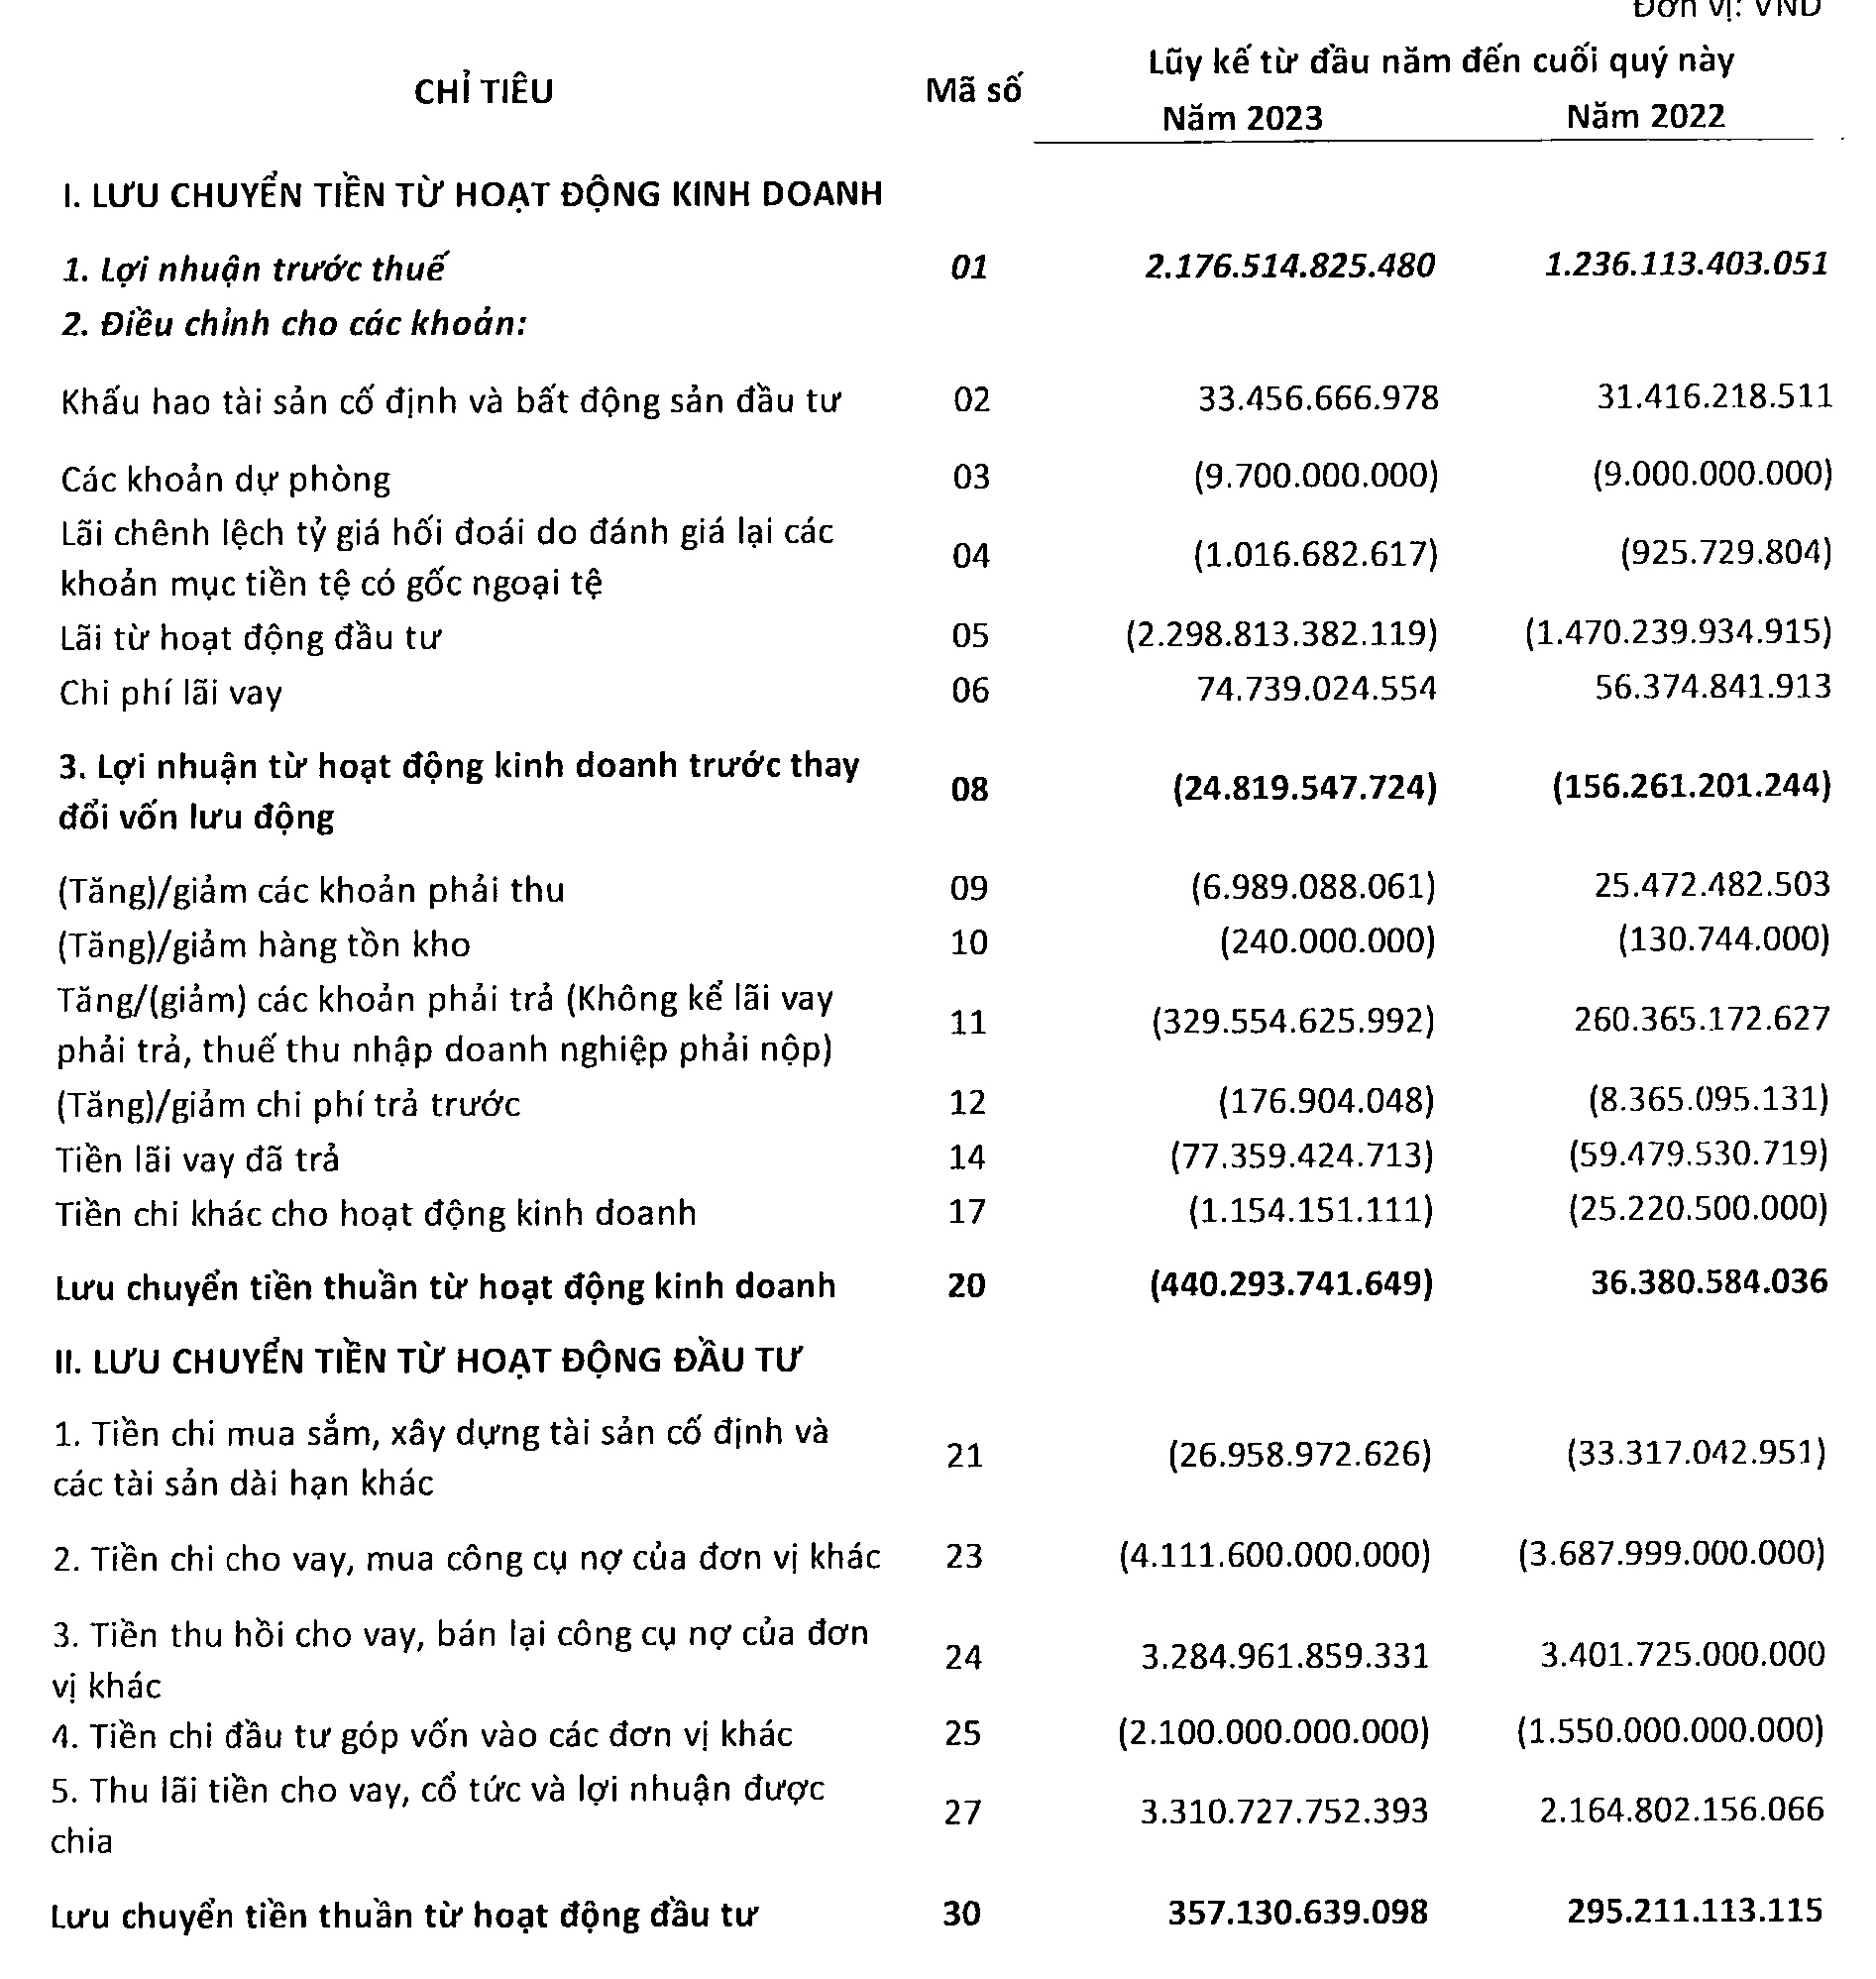 Đơn vị: VND
Lũy kế từ đầu năm đến cuối quý này
CHỈ TIÊU Mã số
Năm 2023 Năm 2022
I. LƯU CHUYỂN TIỀN TỪ HOẠT ĐỘNG KINH DOANH
1. Lợi nhuận trước thuế 01 2.176.514.825.480 1.236.113.403.051
2. Điều chỉnh cho các khoản:
Khấu hao tài sản cố định và bất động sản đầu tư 02 33.456.666.978 31.416.218.511
Các khoản dự phòng 03 (9.700.000.000) (9.000.000.000)
Lãi chênh lệch tỷ giá hối đoái do đánh giá lại các
khoản mục tiền tệ có gốc ngoại tệ 04 (1.016.682.617) (925.729.804)
Lãi từ hoạt động đầu tư 05 (2.298.813.382.119) (1.470.239.934.915)
Chi phí lãi vay 06 74.739.024.554 56.374.841.913
3. Lợi nhuận từ hoạt động kinh doanh trước thay
đổi vốn lưu động 08 (24.819.547.724) (156.261.201.244)
(Tăng)/giảm các khoản phải thu 09 (6.989.088.061) 25.472.482.503
(Tăng)/giảm hàng tồn kho 10 (240.000.000) (130.744.000)
Tăng/(giảm) các khoản phải trả (Không kể lãi vay
phải trả, thuế thu nhập doanh nghiệp phải nộp) 11 (329.554.625.992) 260.365.172.627
(Tăng)/giảm chi phí trả trước 12 (176.904.048) (8.365.095.131)
Tiền lãi vay đã trả 14 (77.359.424.713) (59.479.530.719)
Tiền chi khác cho hoạt động kinh doanh 17 (1.154.151.111) (25.220.500.000)
Lưu chuyển tiền thuần từ hoạt động kinh doanh 20 (440.293.741.649) 36.380.584.036
II. LƯU CHUYỂN TIỀN TỪ HOẠT ĐỘNG ĐẦU TƯ
1. Tiền chi mua sắm, xây dựng tài sản cố định và
các tài sản dài hạn khác 21 (26.958.972.626) (33.317.042.951)
2. Tiền chi cho vay, mua công cụ nợ của đơn vị khác 23 (4.111.600.000.000) (3.687.999.000.000)
3. Tiền thu hồi cho vay, bán lại công cụ nợ của đơn
vị khác 24 3.284.961.859.331 3.401.725.000.000
4. Tiền chi đầu tư góp vốn vào các đơn vị khác 25 (2.100.000.000.000) (1.550.000.000.000)
5. Thu lãi tiền cho vay, cổ tức và lợi nhuận được
chia 27 3.310.727.752.393 2.164.802.156.066
Lưu chuyển tiền thuần từ hoạt động đầu tư 30 357.130.639.098 295.211.113.115